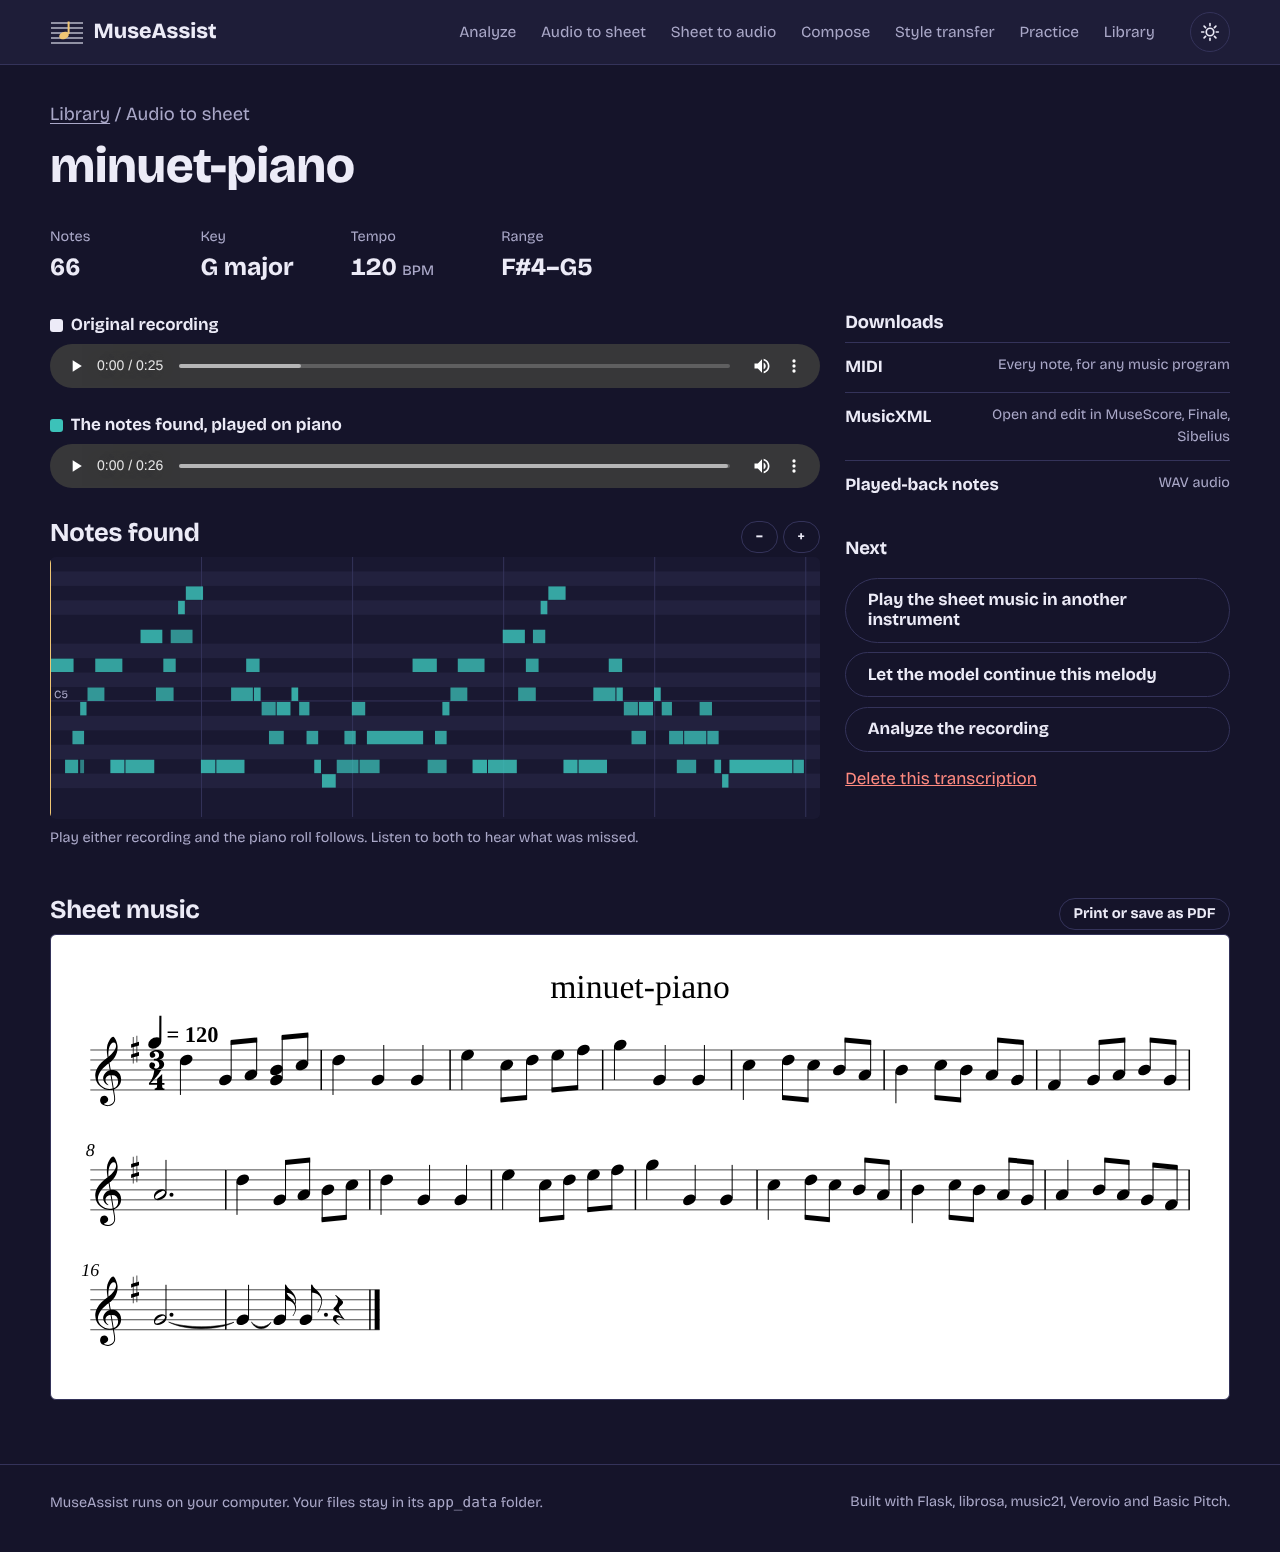 MuseAssist
Analyze Audio to sheet Sheet to audio Compose Style transfer Practice Library
Library / Audio to sheet
minuet-piano
Notes Key Tempo Range
66 G major 120 BPM F#4–G5
Original recording
0:00 / 0:25
The notes found, played on piano
0:00 / 0:26
Notes found
− +
C5
Play either recording and the piano roll follows. Listen to both to hear what was missed.
Downloads
MIDI Every note, for any music program
MusicXML Open and edit in MuseScore, Finale,
Sibelius
Played-back notes WAV audio
Next
Play the sheet music in another
instrument
Let the model continue this melody
Analyze the recording
Delete this transcription
Sheet music
Print or save as PDF
minuet-piano
= 120
3
4
8
16
MuseAssist runs on your computer. Your files stay in its app_data folder.
Built with Flask, librosa, music21, Verovio and Basic Pitch.